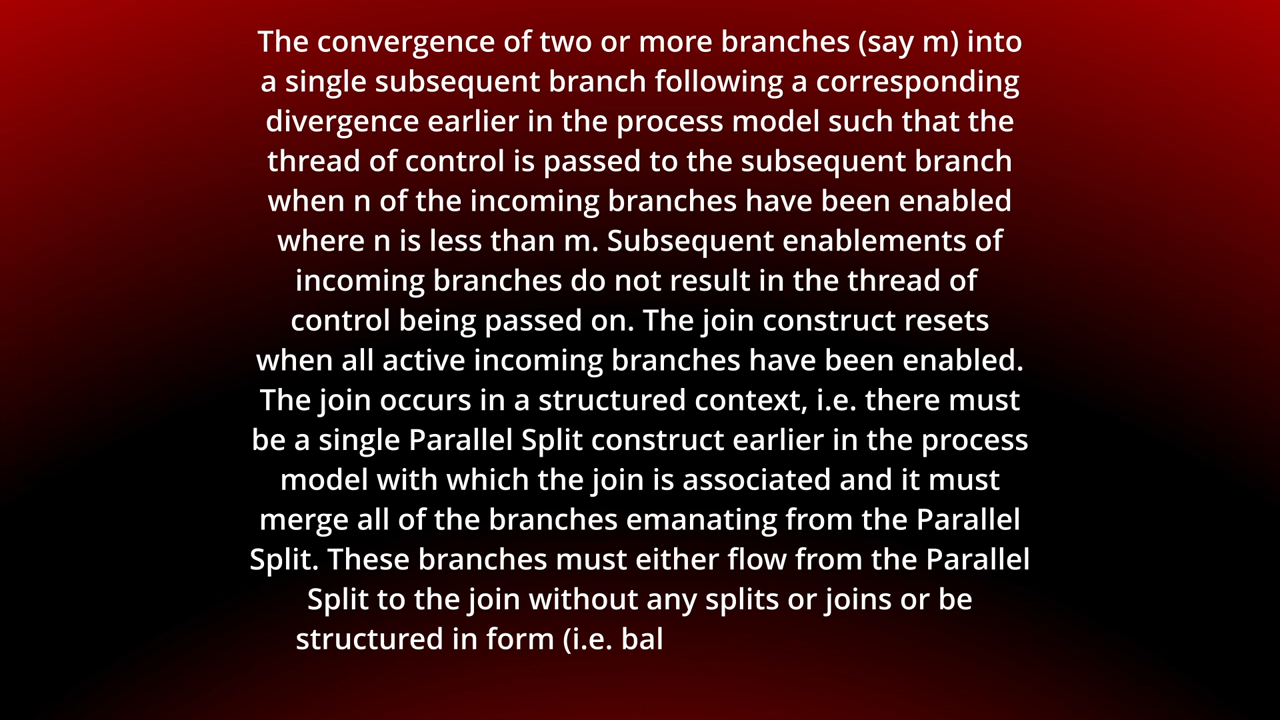 The convergence of two or more branches (say m) into
a single subsequent branch following a corresponding
divergence earlier in the process model such that the
thread of control is passed to the subsequent branch
when n of the incoming branches have been enabled
where n is less than m. Subsequent enablements of
incoming branches do not result in the thread of
control being passed on. The join construct resets
when all active incoming branches have been enabled.
The join occurs in a structured context, i.e. there must
be a single Parallel Split construct earlier in the process
model with which the join is associated and it must
merge all of the branches emanating from the Parallel
Split. These branches must either flow from the Parallel
Split to the join without any splits or joins or be
structured in form (i.e. bal